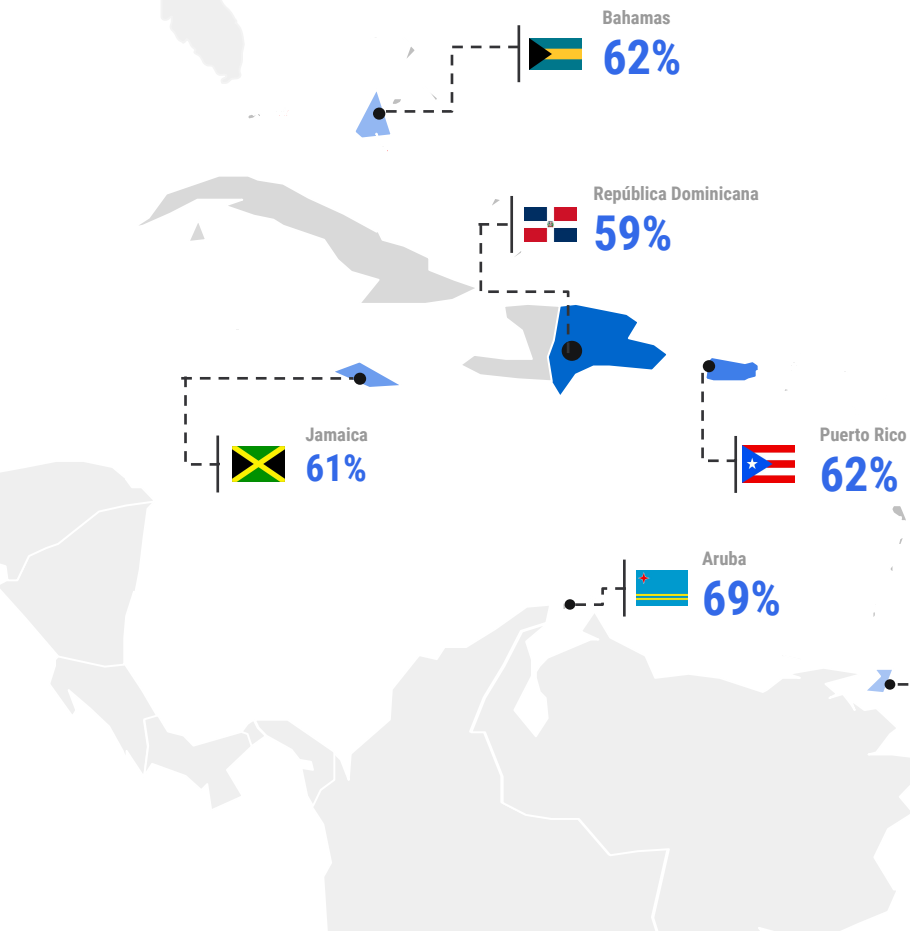 Bahamas
62%
República Dominicana
59%
Jamaica
61%
Puerto Rico
62%
Aruba
69%